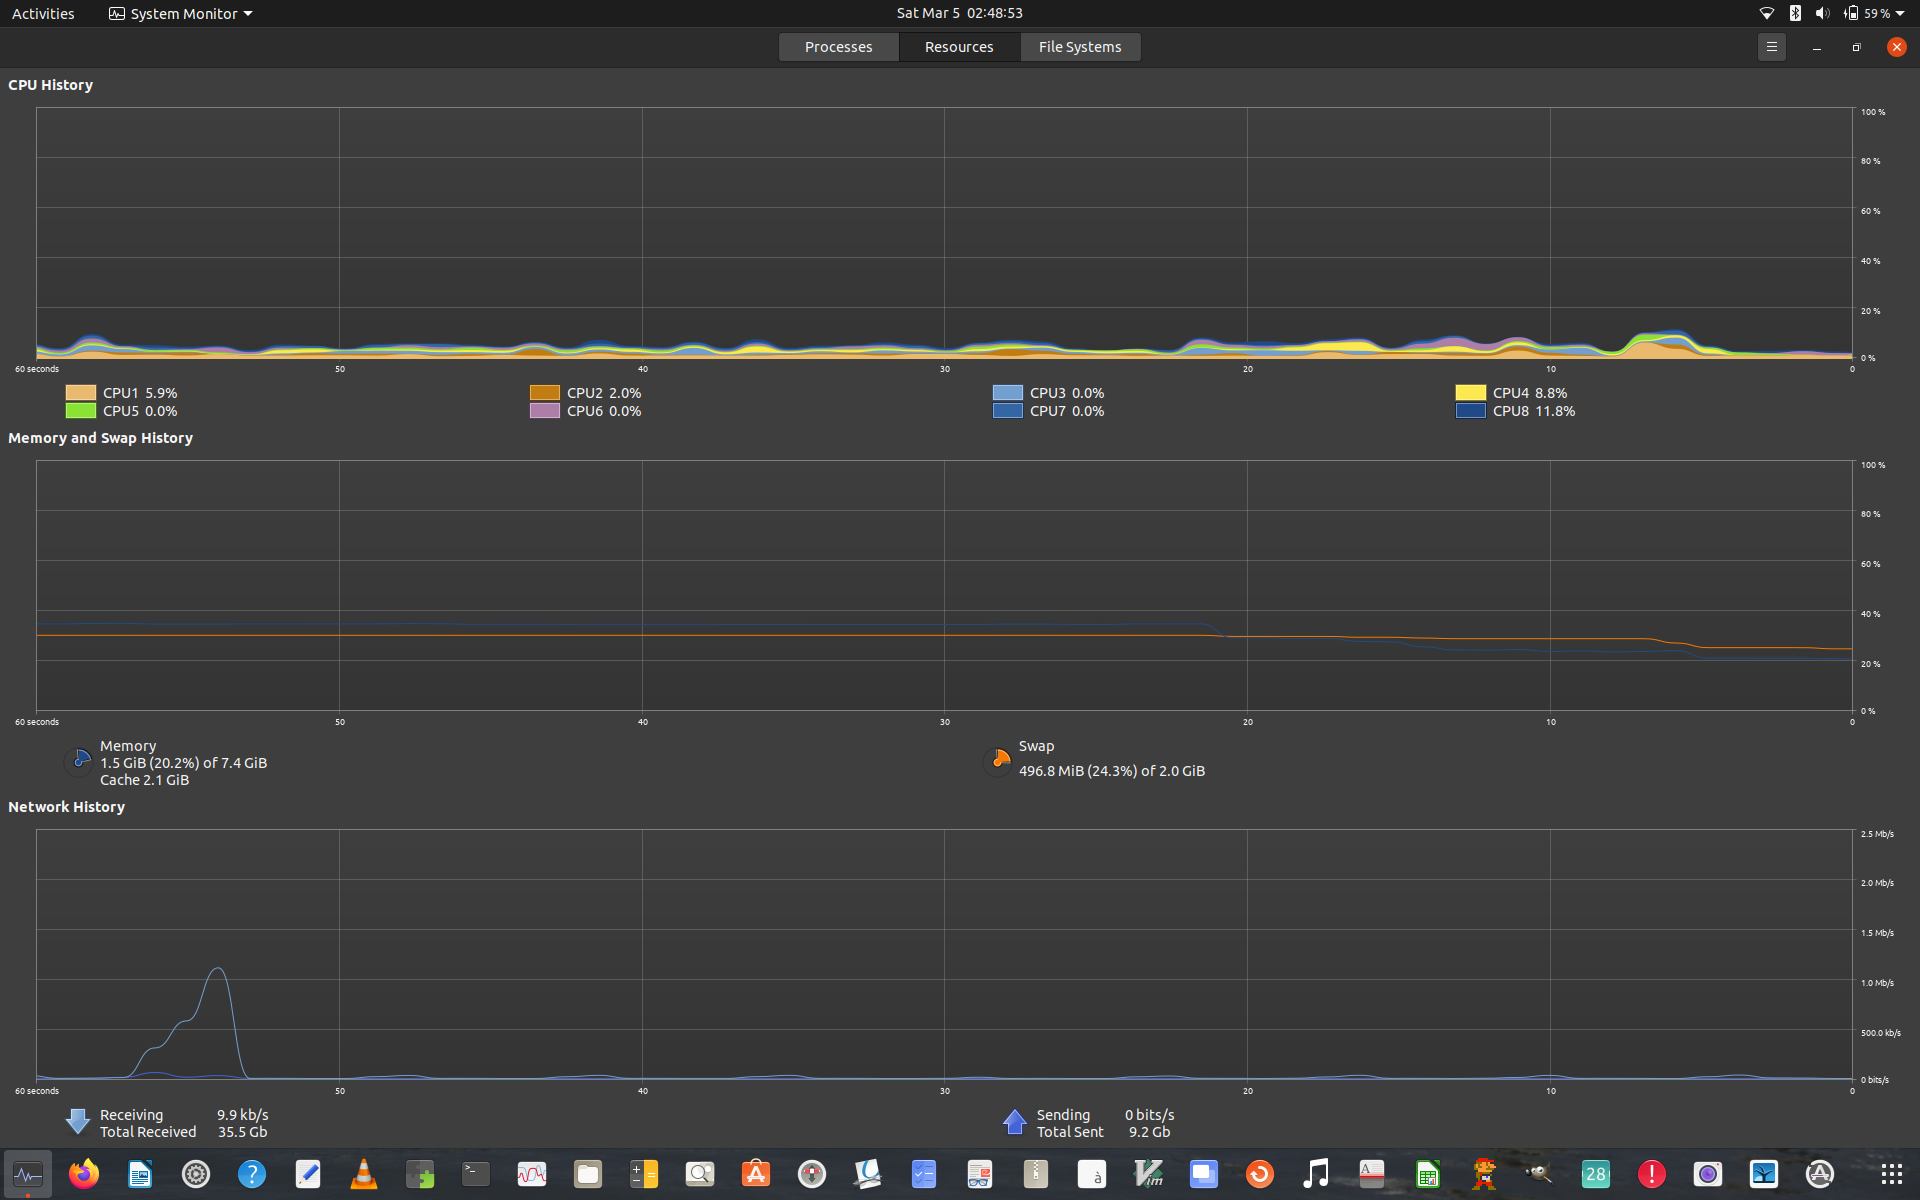 Activities System Monitor Sat Mar 5 02:48:53 59 %
Processes Resources File Systems
CPU History
100 %
80 %
60 %
40 %
20 %
0 %
60 seconds 50 40 30 20 10 0
CPU1 5.9% CPU2 2.0% CPU3 0.0% CPU4 8.8%
CPU5 0.0% CPU6 0.0% CPU7 0.0% CPU8 11.8%
Memory and Swap History
100 %
80 %
60 %
40 %
20 %
0 %
60 seconds 50 40 30 20 10 0
Memory
1.5 GiB (20.2%) of 7.4 GiB
Cache 2.1 GiB
Swap
496.8 MiB (24.3%) of 2.0 GiB
Network History
2.5 Mb/s
2.0 Mb/s
1.5 Mb/s
1.0 Mb/s
500.0 kb/s
0 bits/s
60 seconds 50 40 30 20 10 0
Receiving 9.9 kb/s Sending 0 bits/s
Total Received 35.5 Gb Total Sent 9.2 Gb
? >_ à Vim A 28 !